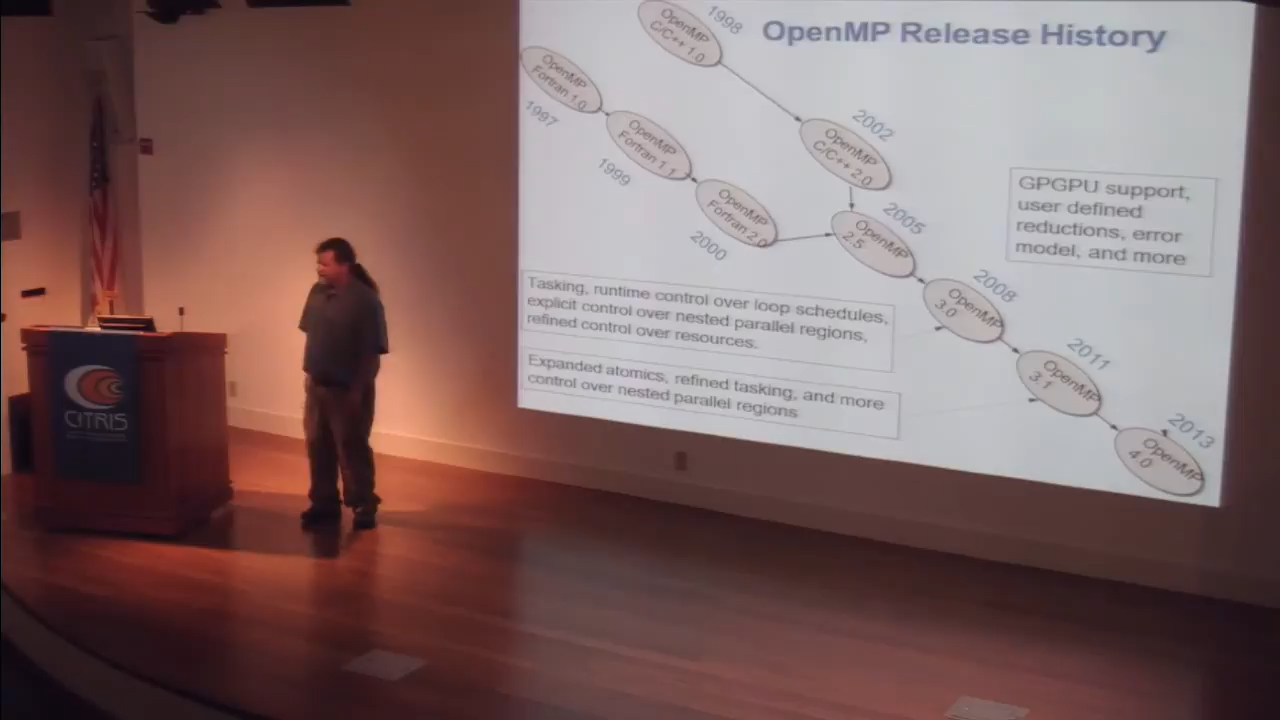 OpenMP Release History
1998
OpenMP
C/C++ 1.0
OpenMP
Fortran 1.0
1997
OpenMP
Fortran 1.1
1999
OpenMP
Fortran 2.0
2000
2002
OpenMP
C/C++ 2.0
2005
OpenMP
2.5
2008
OpenMP
3.0
2011
OpenMP
3.1
2013
OpenMP
4.0
GPGPU support,
user defined
reductions, error
model, and more
Tasking, runtime control over loop schedules,
explicit control over nested parallel regions,
refined control over resources.
Expanded atomics, refined tasking, and more
control over nested parallel regions
CiTRIS